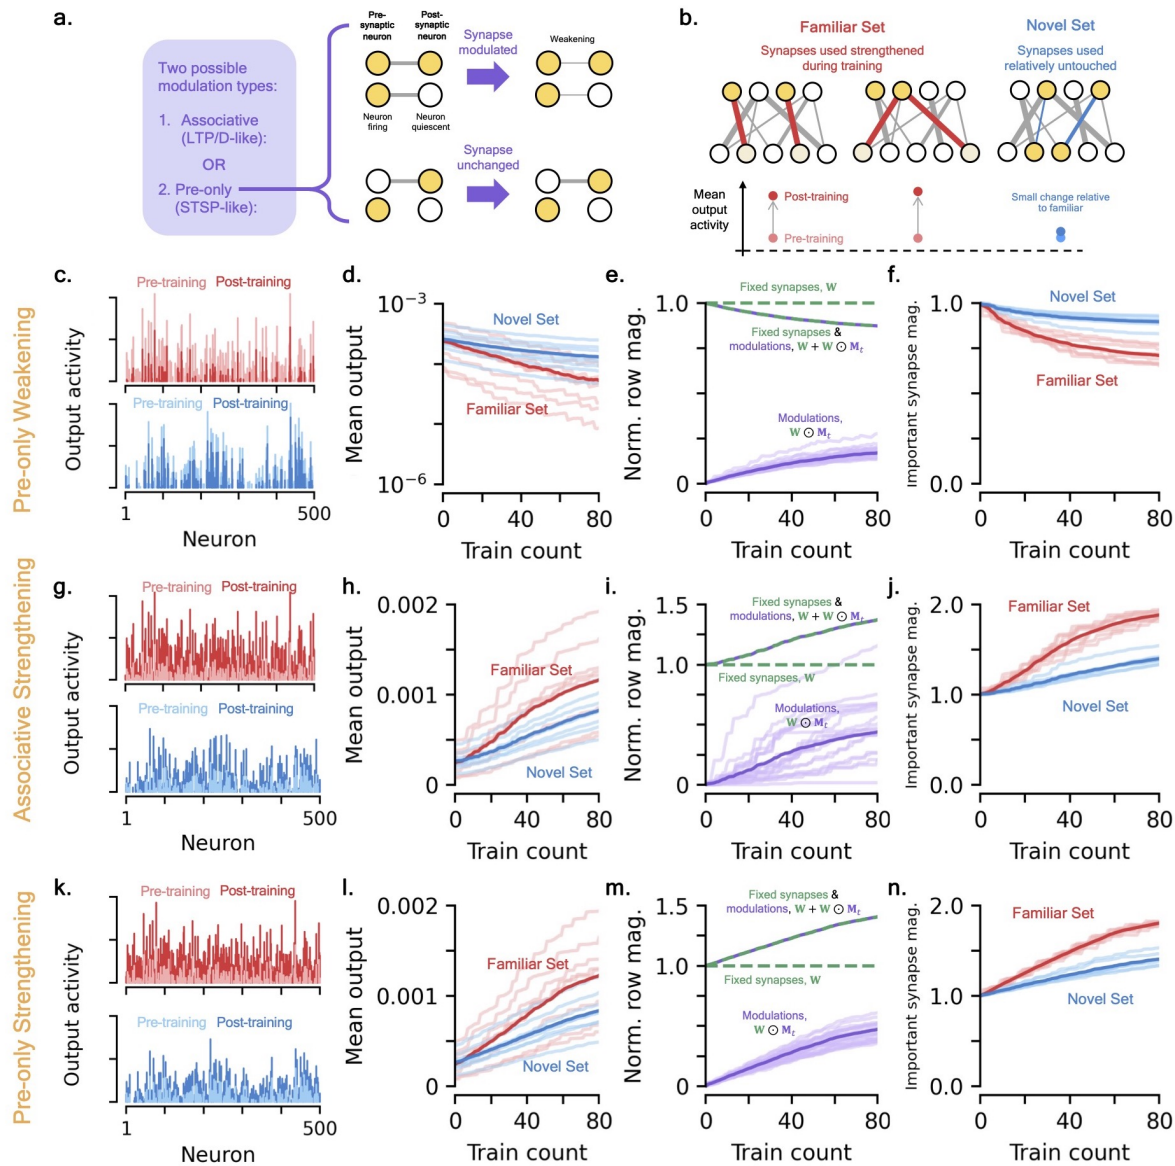 a.
Two possible
modulation types:
1. Associative
(LTP/D-like):
OR
2. Pre-only
(STSP-like):
Pre-
synaptic
neuron
Post-
synaptic
neuron
Neuron
firing
Neuron
quiescent
Synapse
modulated
Weakening
Synapse
unchanged
b.
Familiar Set
Synapses used strengthened
during training
Novel Set
Synapses used
relatively untouched
Mean
output
activity
Post-training
Pre-training
Small change relative
to familiar
Pre-only Weakening
c.
Pre-training Post-training
Output activity
Pre-training Post-training
1 500
Neuron
d.
Mean output
10⁻³
10⁻⁶
Novel Set
Familiar Set
0 40 80
Train count
e.
Norm. row mag.
1.0
0
Fixed synapses, W
Fixed synapses &
modulations, W + W ⊙ Mₜ
Modulations,
W ⊙ Mₜ
0 40 80
Train count
f.
Important synapse mag.
1.0
0.0
Novel Set
Familiar Set
0 40 80
Train count
Associative Strengthening
g.
Pre-training Post-training
Output activity
Pre-training Post-training
1 500
Neuron
h.
Mean output
0.002
0.001
0
Familiar Set
Novel Set
0 40 80
Train count
i.
Norm. row mag.
1.5
1.0
0
Fixed synapses &
modulations, W + W ⊙ Mₜ
Fixed synapses, W
Modulations,
W ⊙ Mₜ
0 40 80
Train count
j.
Important synapse mag.
2.0
1.0
0.0
Familiar Set
Novel Set
0 40 80
Train count
Pre-only Strengthening
k.
Pre-training Post-training
Output activity
Pre-training Post-training
1 500
Neuron
l.
Mean output
0.002
0.001
0
Familiar Set
Novel Set
0 40 80
Train count
m.
Norm. row mag.
1.5
1.0
0
Fixed synapses &
modulations, W + W ⊙ Mₜ
Fixed synapses, W
Modulations,
W ⊙ Mₜ
0 40 80
Train count
n.
Important synapse mag.
2.0
1.0
0.0
Familiar Set
Novel Set
0 40 80
Train count